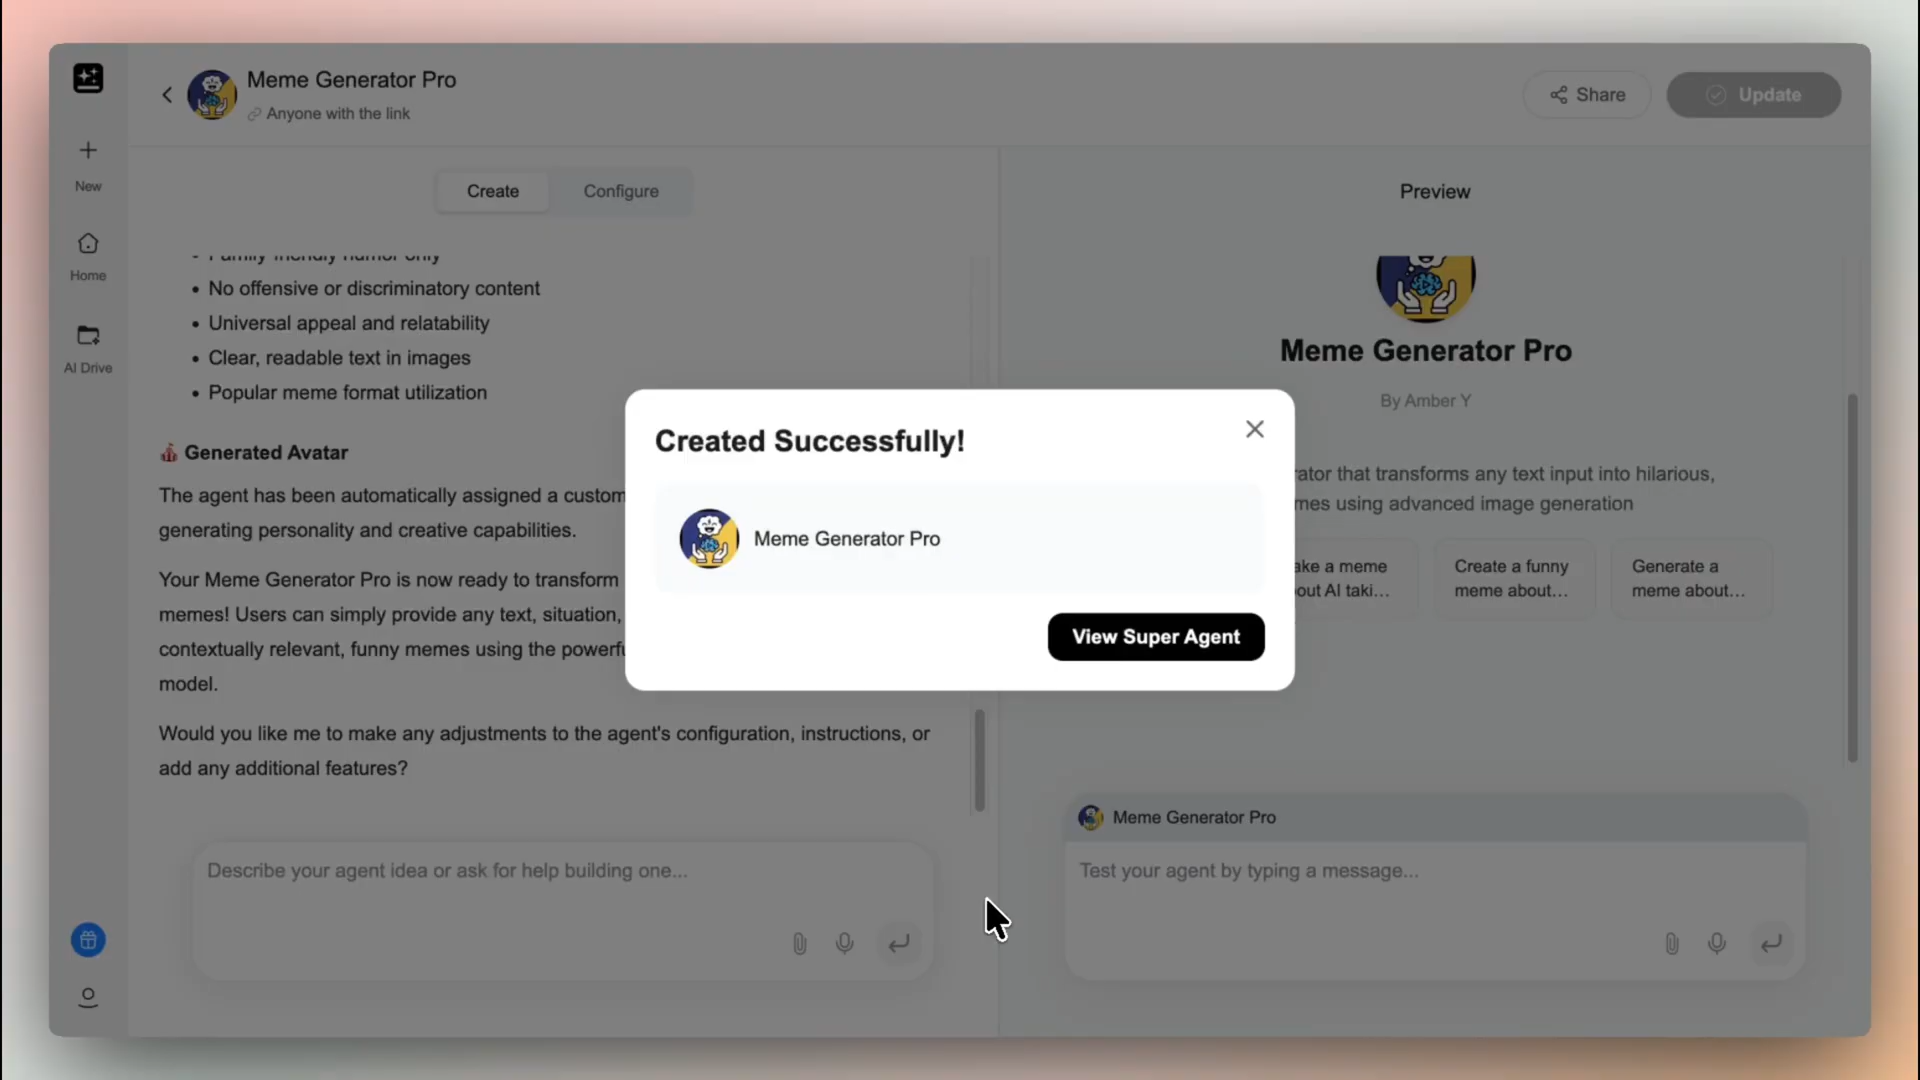 Meme Generator Pro
Anyone with the link
Share
Update
New
Home
AI Drive
Create
Configure
Preview
Family-friendly humor only
• No offensive or discriminatory content
• Universal appeal and relatability
• Clear, readable text in images
• Popular meme format utilization
Generated Avatar
The agent has been automatically assigned a custom
generating personality and creative capabilities.
Your Meme Generator Pro is now ready to transform
memes! Users can simply provide any text, situation,
contextually relevant, funny memes using the
model.
Would you like me to make any adjustments to the agent's configuration, instructions, or
add any additional features?
Describe your agent idea or ask for help building one...
Created Successfully!
Meme Generator Pro
View Super Agent
Meme Generator Pro
By Amber Y
that transforms any text input into hilarious,
using advanced image generation
a meme
AI taki...
Create a funny
meme about...
Generate a
meme about...
Meme Generator Pro
Test your agent by typing a message...